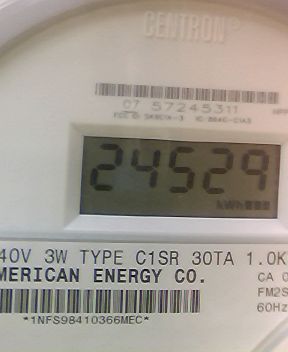 CENTRON®
07 57245311
24529
kWh
40V 3W TYPE C1SR 30TA 1.0K
MERICAN ENERGY CO.
CA 0
FM2S
60Hz
*1NFS98410366MEC*